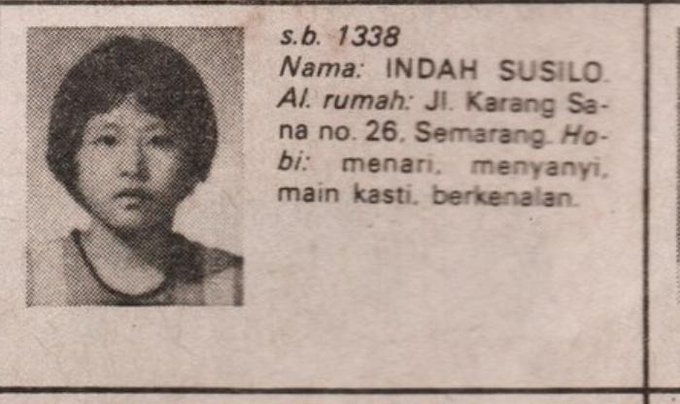 s.b. 1338
Nama: INDAH SUSILO.
Al. rumah: Jl. Karang Sa-
na no. 26, Semarang. Ho-
bi: menari, menyanyi,
main kasti, berkenalan.